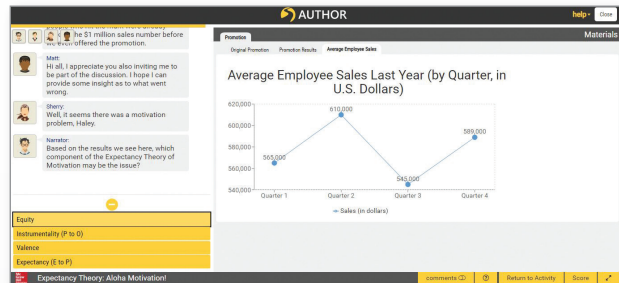 AUTHOR
help
Close
the $1 million sales number before
we even offered the promotion.
Matt:
Hi all, I appreciate you also inviting me to
be part of the discussion. I hope I can
provide some insight as to what went
wrong.
Sherry:
Well, it seems there was a motivation
problem, Haley.
Narrator:
Based on the results we see here, which
component of the Expectancy Theory of
Motivation may be the issue?
Equity
Instrumentality (P to O)
Valence
Expectancy (E to P)
Promotion
Materials
Original Promotion Promotion Results Average Employee Sales
Average Employee Sales Last Year (by Quarter, in
U.S. Dollars)
620,000
600,000
580,000
560,000
540,000
565,000
610,000
545,000
589,000
Quarter 1 Quarter 2 Quarter 3 Quarter 4
Sales (in dollars)
Expectancy Theory: Aloha Motivation!
comments
Return to Activity
Score